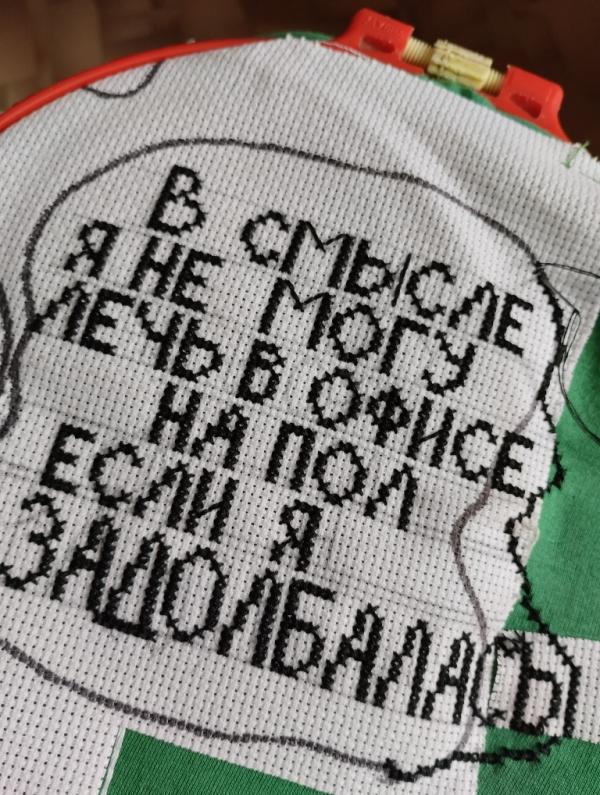 В СМЫСЛЕ
Я НЕ МОГУ
ЛЕЧЬ В ОФИСЕ
НА ПОЛ
ЕСЛИ Я
ЗАДОЛБАЛАСЬ